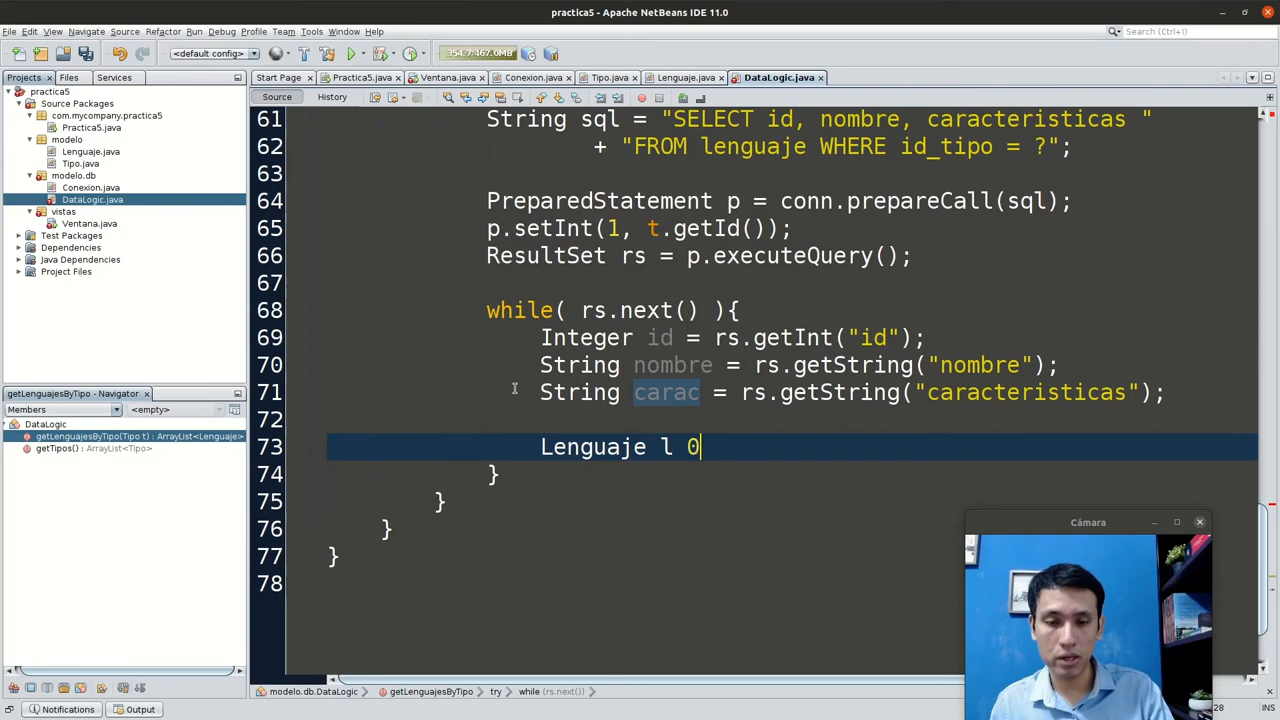 practica5 - Apache NetBeans IDE 11.0
File Edit View Navigate Source Refactor Run Debug Profile Team Tools Window Help
Search (Ctrl+I)
<default config>
354.7/467.0MB
Projects Files Services
Start Page Practica5.java Ventana.java Conexion.java Tipo.java Lenguaje.java DataLogic.java
Source History
practica5
Source Packages
com.mycompany.practica5
Practica5.java
modelo
Lenguaje.java
Tipo.java
modelo.db
Conexion.java
DataLogic.java
vistas
Ventana.java
Test Packages
Dependencies
Java Dependencies
Project Files
getLenguajesByTipo - Navigator
Members <empty>
DataLogic
getLenguajesByTipo(Tipo t) : ArrayList<Lenguaje>
getTipos() : ArrayList<Tipo>
61 String sql = "SELECT id, nombre, caracteristicas "
62 + "FROM lenguaje WHERE id_tipo = ?";
63
64 PreparedStatement p = conn.prepareCall(sql);
65 p.setInt(1, t.getId());
66 ResultSet rs = p.executeQuery();
67
68 while( rs.next() ){
69 Integer id = rs.getInt("id");
70 String nombre = rs.getString("nombre");
71 String carac = rs.getString("caracteristicas");
72
73 Lenguaje l 0
74 }
75 }
76 }
77 }
78
Cámara
modelo.db.DataLogic getLenguajesByTipo try while (rs.next())
Notifications Output
28 INS